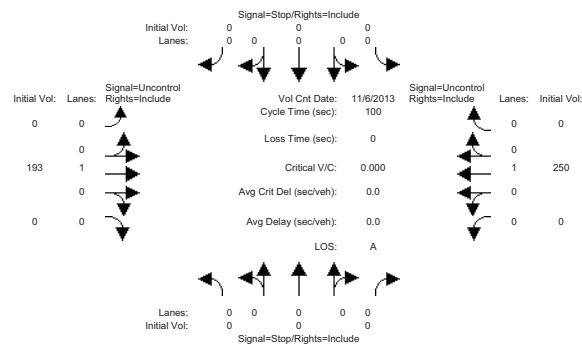 Signal=Stop/Rights=Include
Initial Vol: 0 0 0
Lanes: 0 0 0 0 0
Signal=Uncontrol Signal=Uncontrol
Initial Vol: Lanes: Rights=Include Vol Cnt Date: 11/6/2013 Rights=Include Lanes: Initial Vol:
Cycle Time (sec): 100
0 0 0 0
Loss Time (sec): 0
0 0
193 1 Critical V/C: 0.000 1 250
0 Avg Crit Del (sec/veh): 0.0 0
0 0 Avg Delay (sec/veh): 0.0 0 0
LOS: A
Lanes: 0 0 0 0 0
Initial Vol: 0 0 0
Signal=Stop/Rights=Include